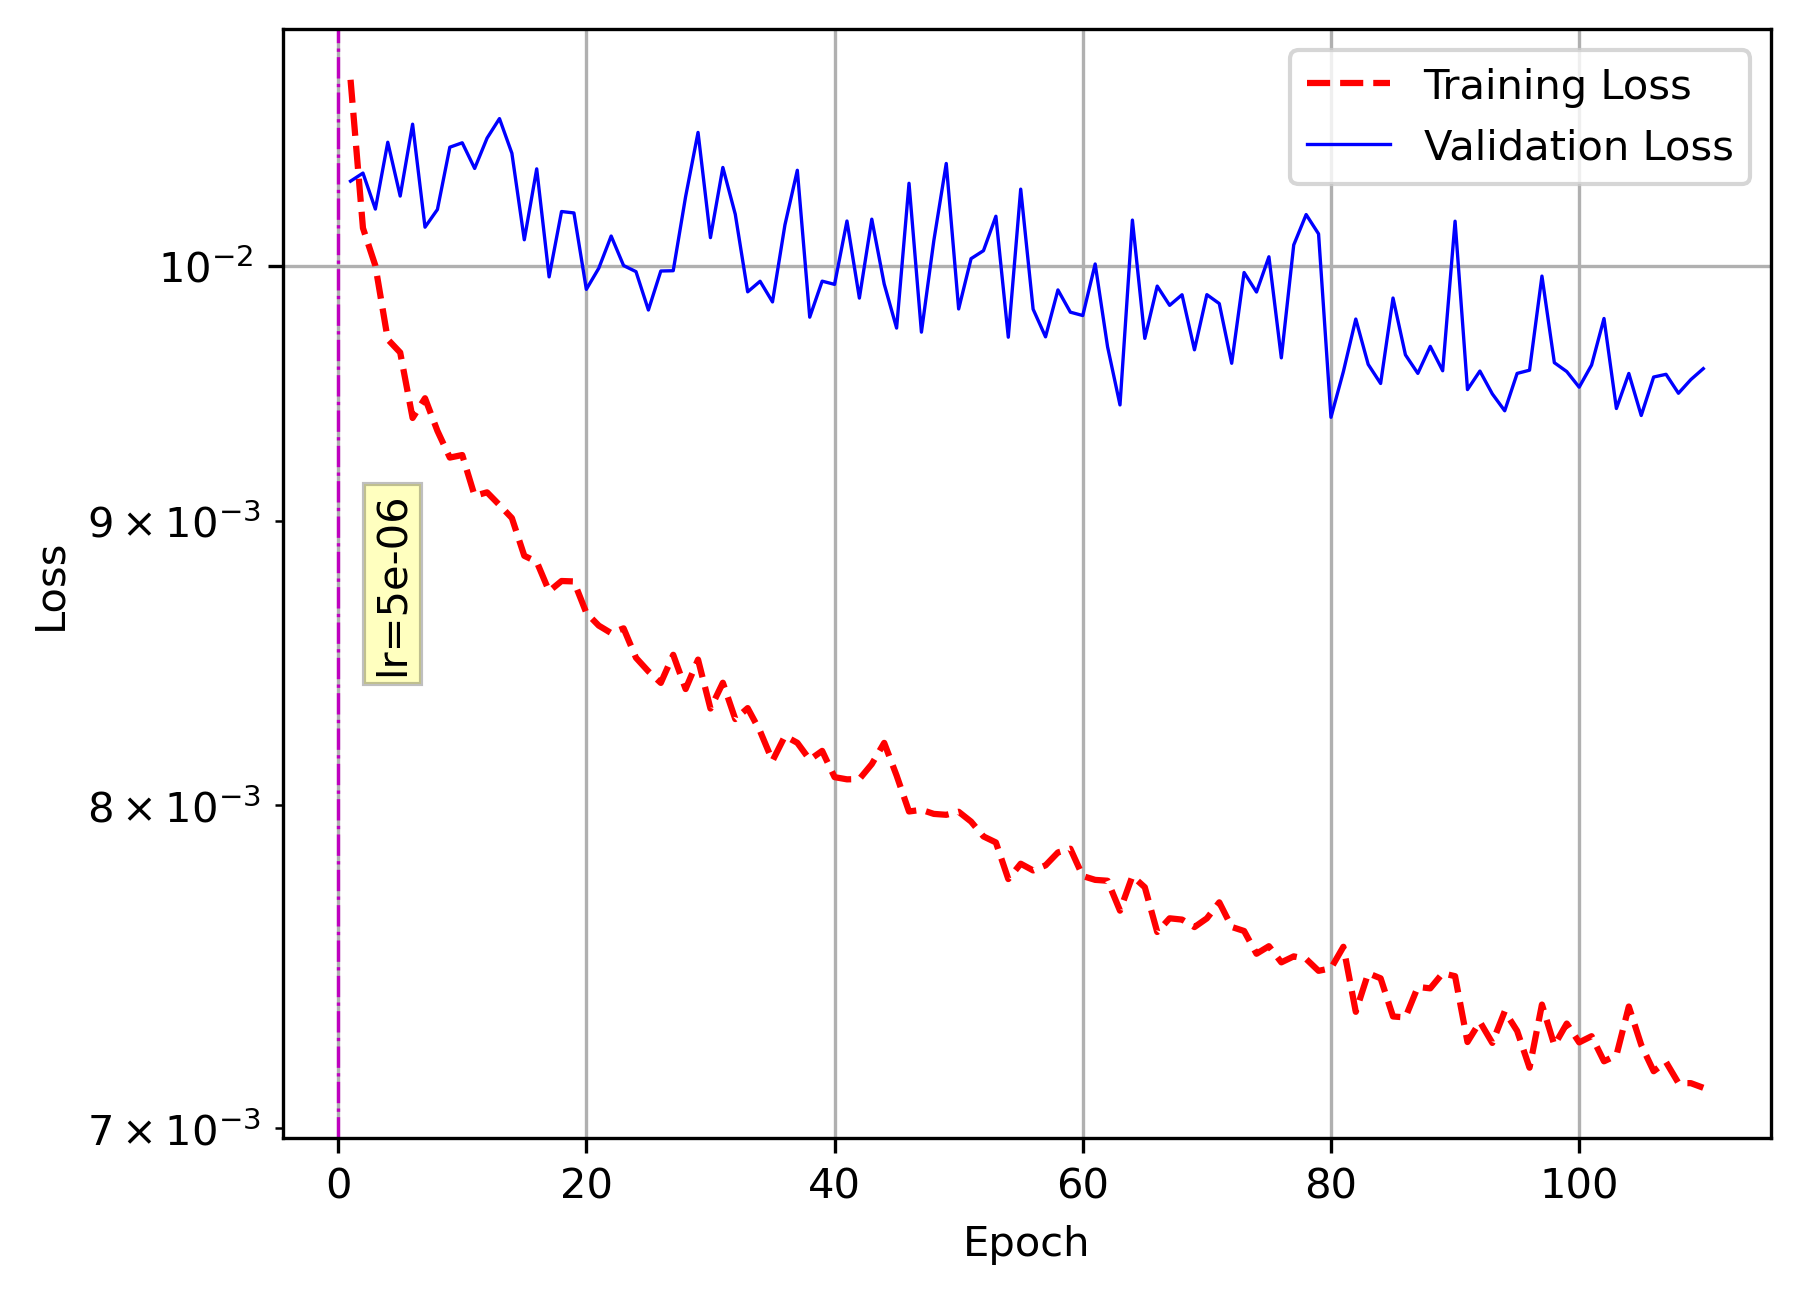 Training Loss
Validation Loss
10⁻²
9 × 10⁻³
8 × 10⁻³
7 × 10⁻³
Loss
lr=5e-06
0 20 40 60 80 100
Epoch